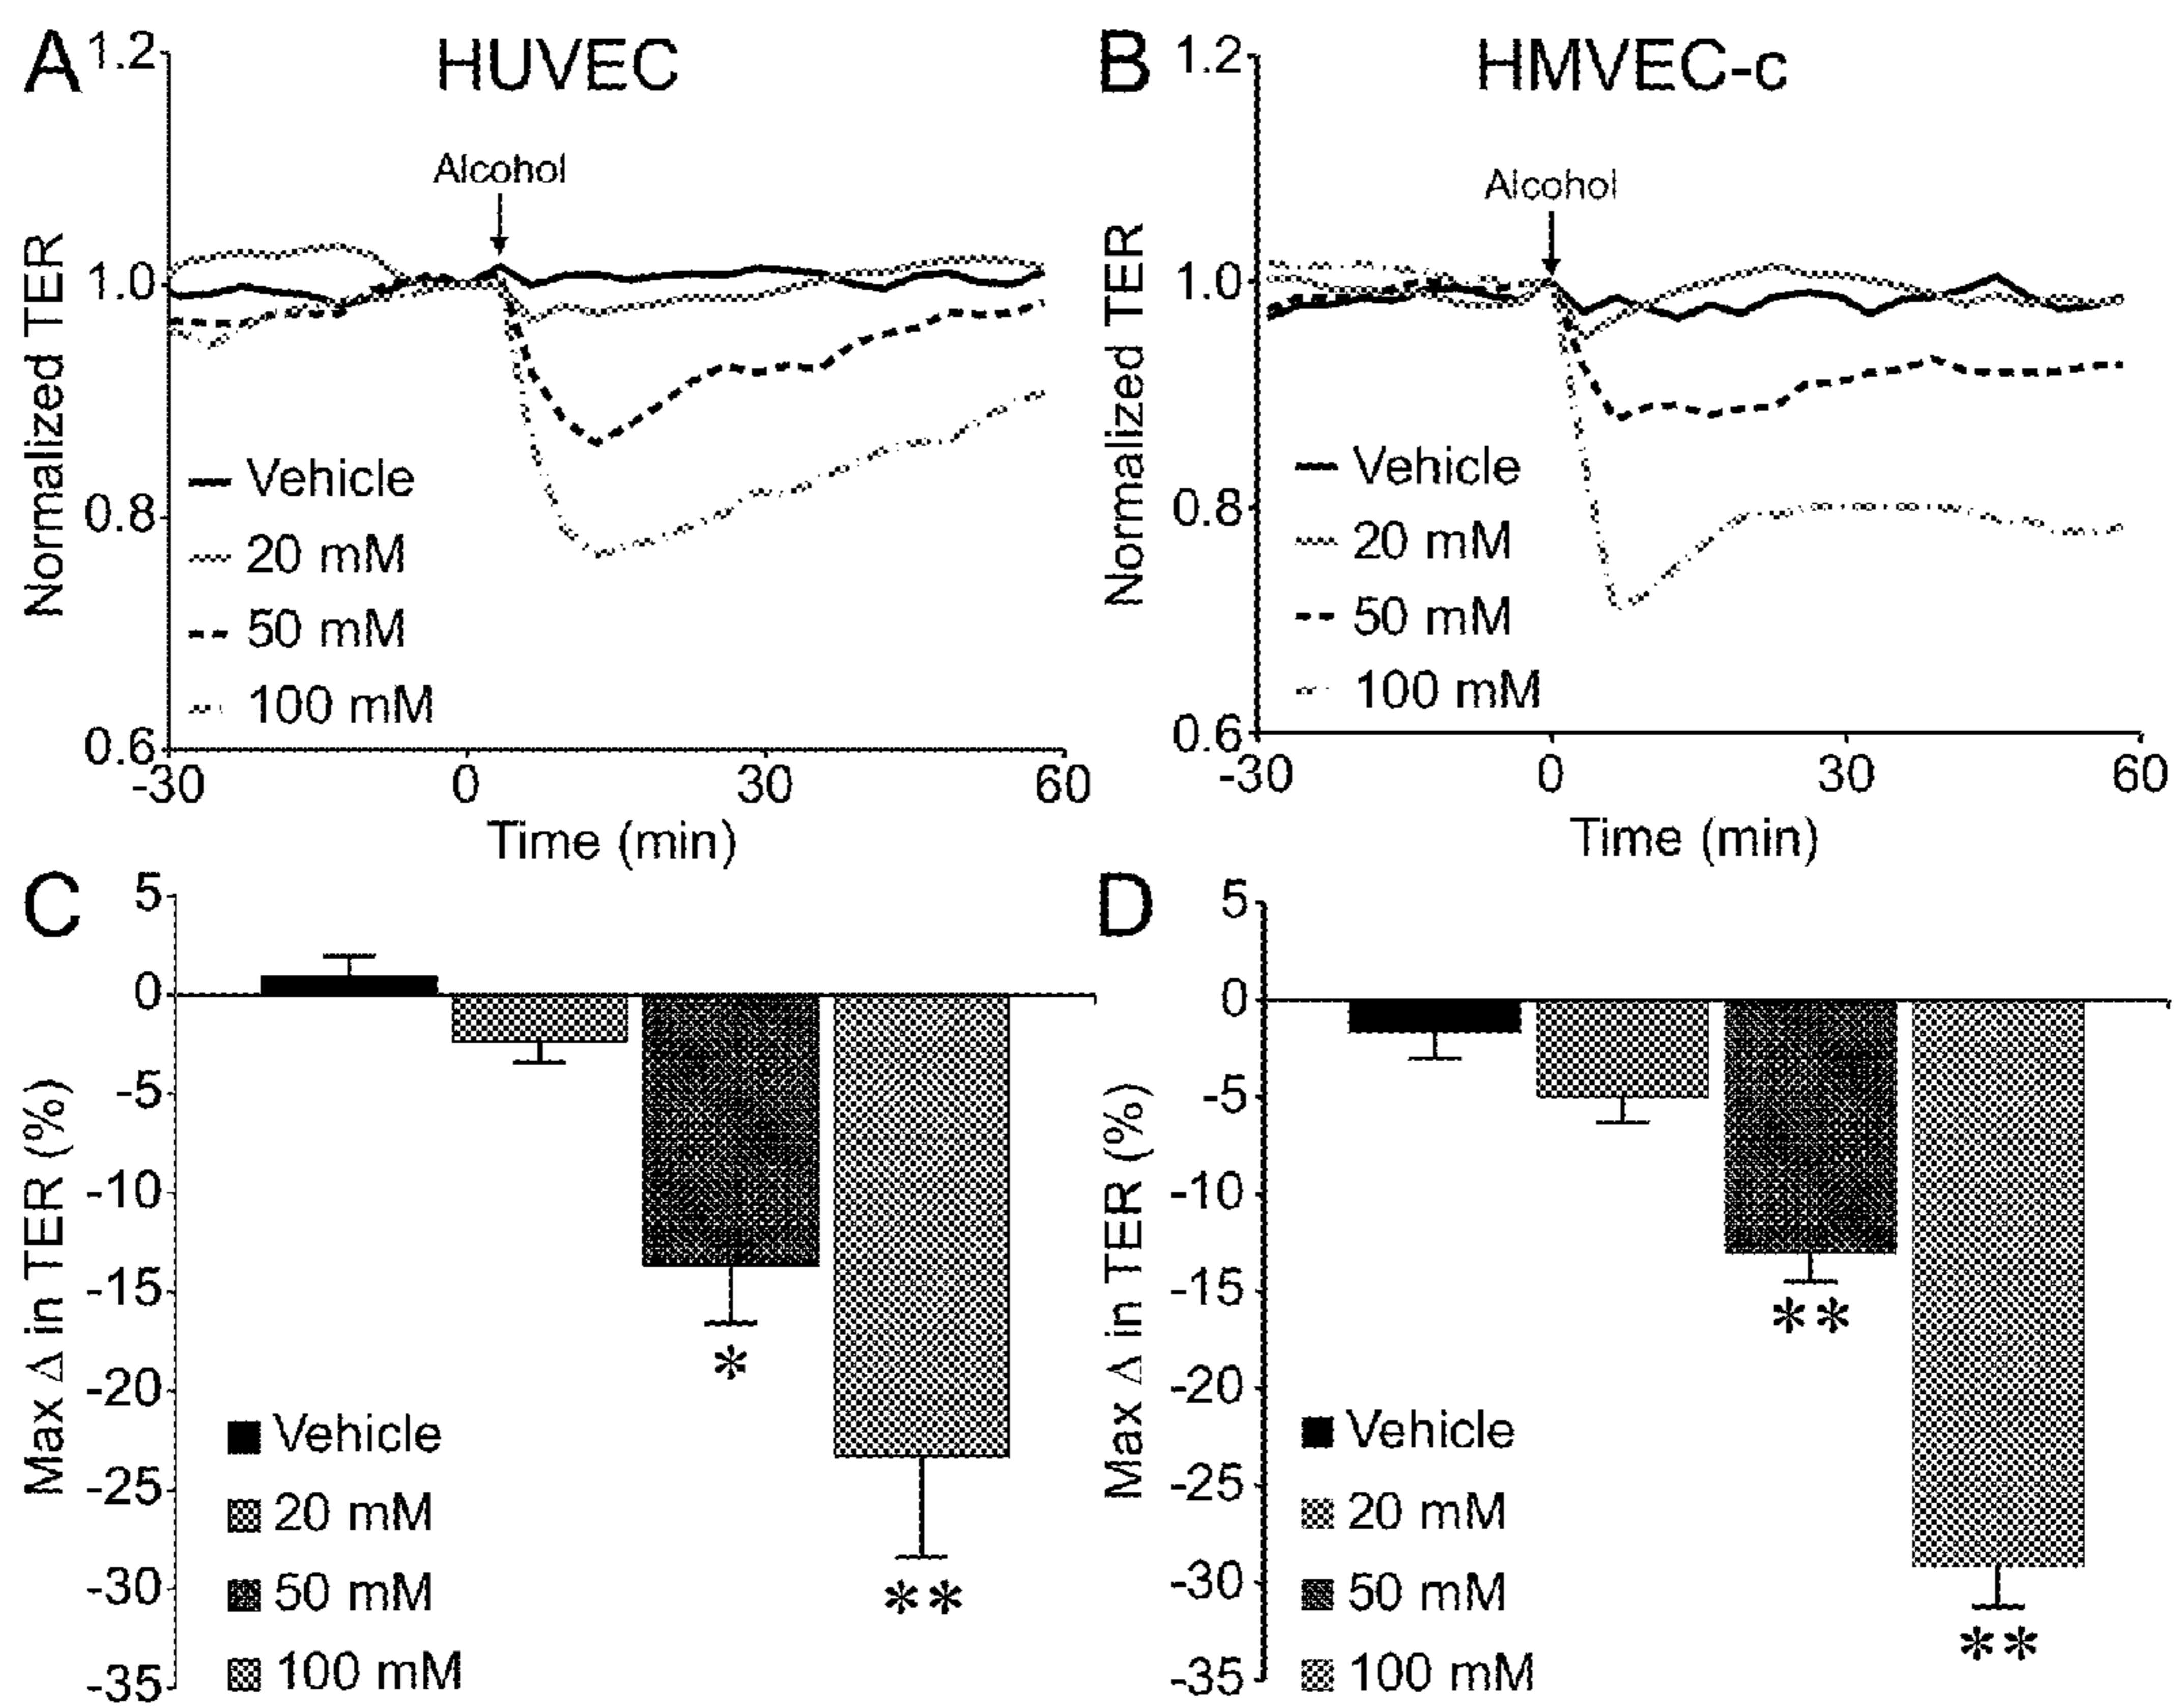 A
HUVEC
1.2
1.0
0.8
0.6
Normalized TER
Alcohol
Vehicle
20 mM
50 mM
100 mM
-30 0 30 60
Time (min)
B
HMVEC-c
1.2
1.0
0.8
0.6
Normalized TER
Alcohol
Vehicle
20 mM
50 mM
100 mM
-30 0 30 60
Time (min)
C
5
0
-5
-10
-15
-20
-25
-30
-35
Max Δ in TER (%)
*
**
Vehicle
20 mM
50 mM
100 mM
D
5
0
-5
-10
-15
-20
-25
-30
-35
Max Δ in TER (%)
**
**
Vehicle
20 mM
50 mM
100 mM